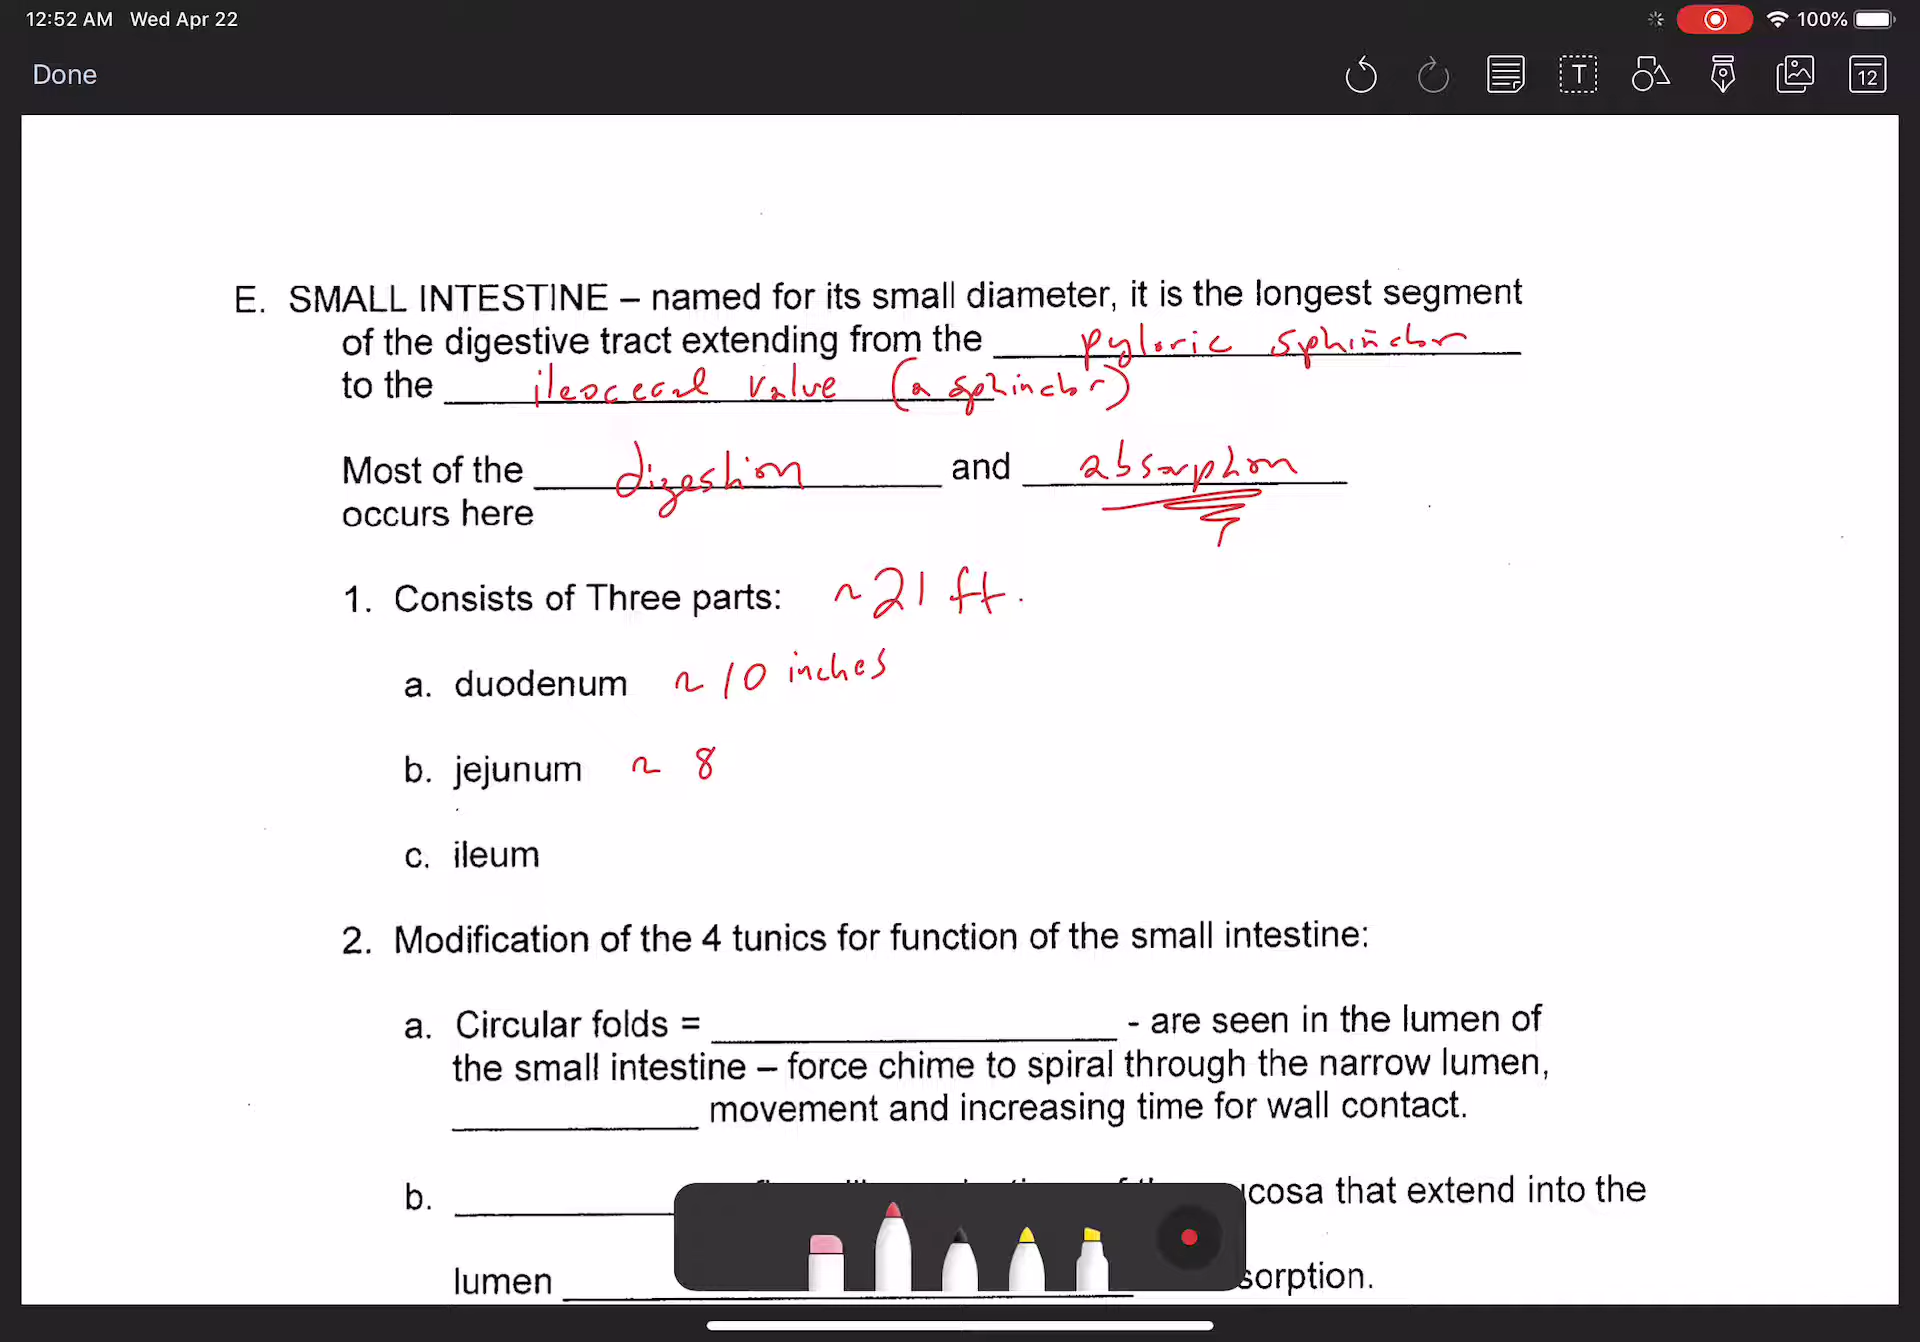 12:52 AM Wed Apr 22
100%
Done
T
12
E. SMALL INTESTINE – named for its small diameter, it is the longest segment
of the digestive tract extending from the pyloric sphinctor
to the ileocecal valve (a sphinctor)
Most of the digestion and absorption
occurs here
1. Consists of Three parts: ~21 ft.
a. duodenum ~ 10 inches
b. jejunum ~ 8
c. ileum
2. Modification of the 4 tunics for function of the small intestine:
a. Circular folds = - are seen in the lumen of
the small intestine – force chime to spiral through the narrow lumen,
movement and increasing time for wall contact.
b. that extend into the
lumen